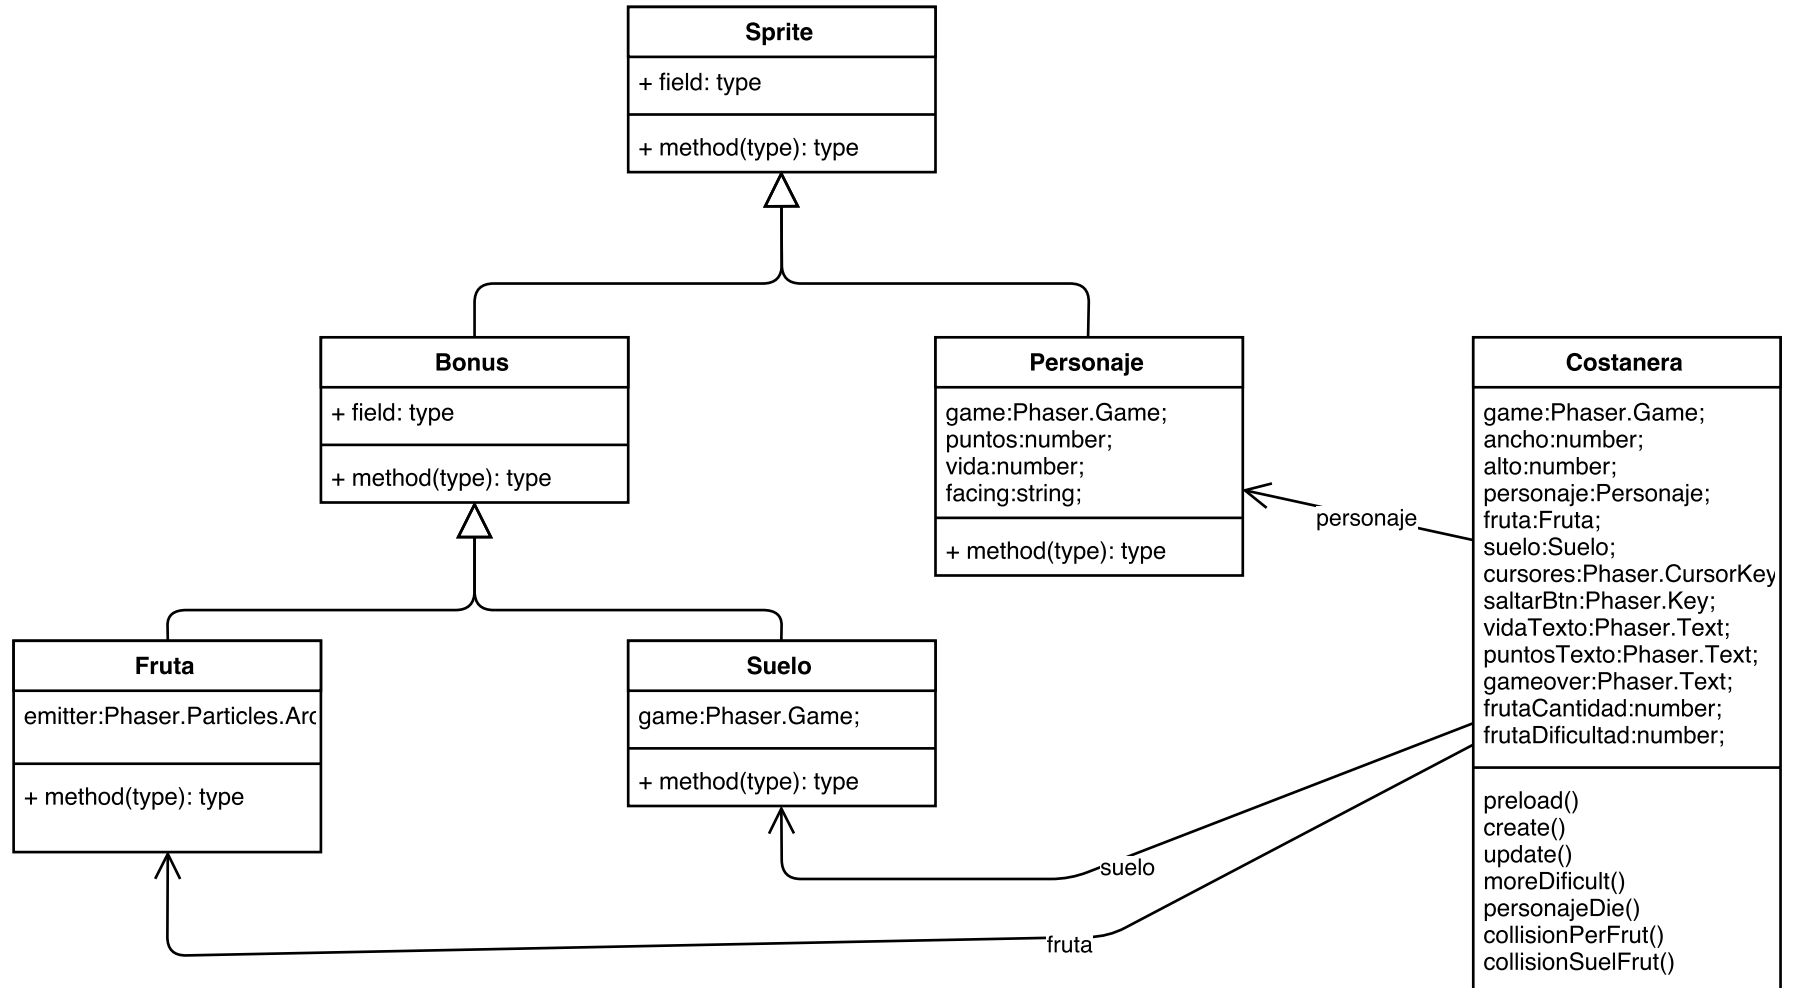 Sprite
+ field: type
+ method(type): type
Bonus
+ field: type
+ method(type): type
Personaje
game:Phaser.Game;
puntos:number;
vida:number;
facing:string;
+ method(type): type
Costanera
game:Phaser.Game;
ancho:number;
alto:number;
personaje:Personaje;
fruta:Fruta;
suelo:Suelo;
cursores:Phaser.CursorKey
saltarBtn:Phaser.Key;
vidaTexto:Phaser.Text;
puntosTexto:Phaser.Text;
gameover:Phaser.Text;
frutaCantidad:number;
frutaDificultad:number;
preload()
create()
update()
moreDificult()
personajeDie()
collisionPerFrut()
collisionSuelFrut()
personaje
Fruta
emitter:Phaser.Particles.Arc
+ method(type): type
Suelo
game:Phaser.Game;
+ method(type): type
suelo
fruta